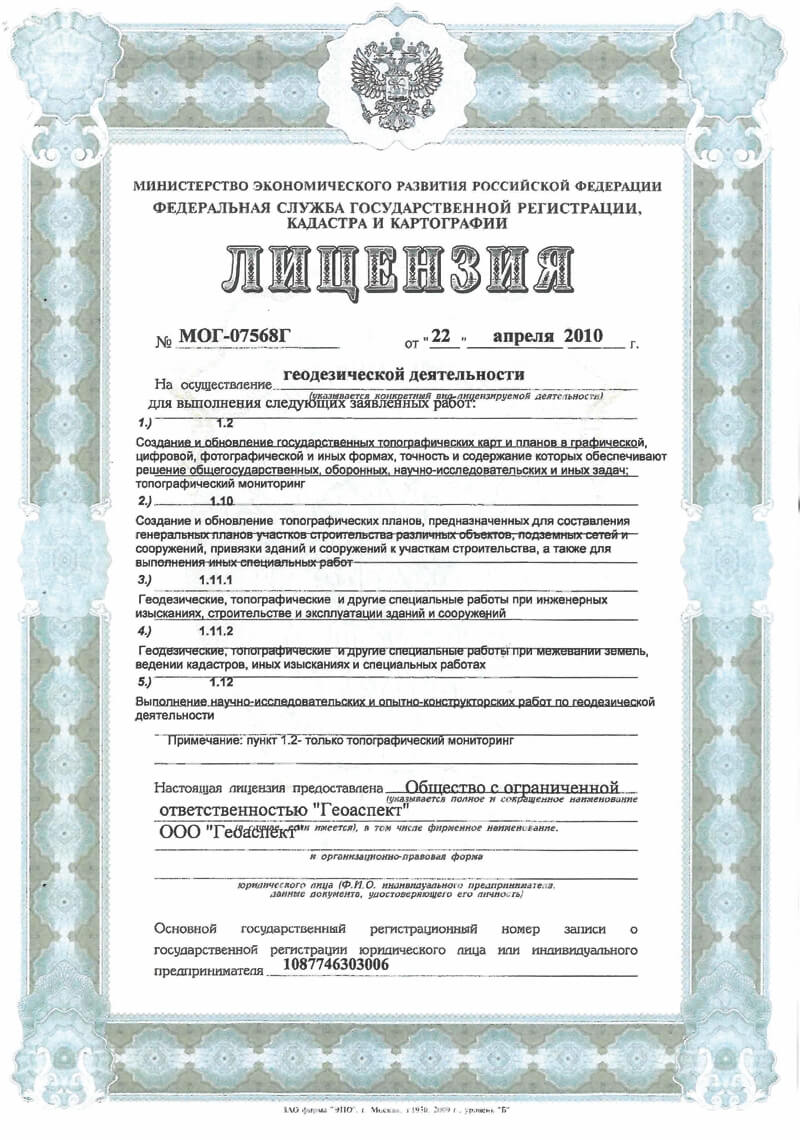 МИНИСТЕРСТВО ЭКОНОМИЧЕСКОГО РАЗВИТИЯ РОССИЙСКОЙ ФЕДЕРАЦИИ
ФЕДЕРАЛЬНАЯ СЛУЖБА ГОСУДАРСТВЕННОЙ РЕГИСТРАЦИИ,
КАДАСТРА И КАРТОГРАФИИ
ЛИЦЕНЗИЯ
№ МОГ-07568Г от "22" апреля 2010 г.
На осуществление геодезической деятельности
(указывается конкретный вид лицензируемой деятельности)
для выполнения следующих заявленных работ:
1.) 1.2
Создание и обновление государственных топографических карт и планов в графической,
цифровой, фотографической и иных формах, точность и содержание которых обеспечивают
решение общегосударственных, оборонных, научно-исследовательских и иных задач;
топографический мониторинг
2.) 1.10
Создание и обновление топографических планов, предназначенных для составления
генеральных планов участков строительства различных объектов, подземных сетей и
сооружений, привязки зданий и сооружений к участкам строительства, а также для
выполнения иных специальных работ
3.) 1.11.1
Геодезические, топографические и другие специальные работы при инженерных
изысканиях, строительстве и эксплуатации зданий и сооружений
4.) 1.11.2
Геодезические, топографические и другие специальные работы при межевании земель,
ведении кадастров, иных изысканиях и специальных работах
5.) 1.12
Выполнение научно-исследовательских и опытно-конструкторских работ по геодезической
деятельности
Примечание: пункт 1.2- только топографический мониторинг
Настоящая лицензия предоставлена Общество с ограниченной
(указывается полное и сокращенное наименование
ответственностью "Геоаспект"
ООО "Геоаспект"
(в случае, если имеется), в том числе фирменное наименование,
и организационно-правовая форма
юридического лица (Ф.И.О. индивидуального предпринимателя,
данные документа, удостоверяющего его личность)
Основной государственный регистрационный номер записи о
государственной регистрации юридического лица или индивидуального
предпринимателя 1087746303006
ЗАО фирма "ЭПО", г. Москва, 2009 г., уровень "Б"